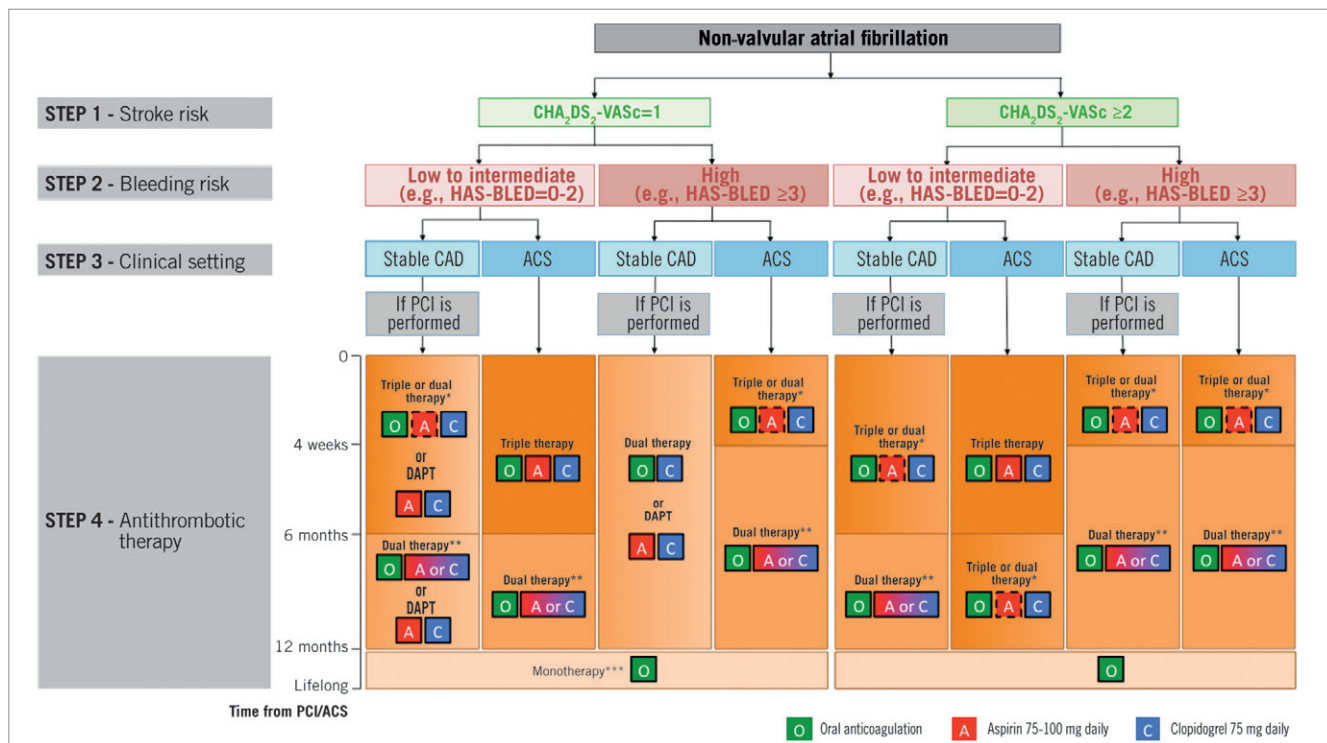 Non-valvular atrial fibrillation
STEP 1 - Stroke risk
CHA₂DS₂-VASc=1
CHA₂DS₂-VASc ≥2
STEP 2 - Bleeding risk
Low to intermediate
(e.g., HAS-BLED=0-2)
High
(e.g., HAS-BLED ≥3)
Low to intermediate
(e.g., HAS-BLED=0-2)
High
(e.g., HAS-BLED ≥3)
STEP 3 - Clinical setting
Stable CAD
ACS
Stable CAD
ACS
Stable CAD
ACS
Stable CAD
ACS
If PCI is
performed
If PCI is
performed
If PCI is
performed
If PCI is
performed
STEP 4 - Antithrombotic
therapy
0
4 weeks
6 months
12 months
Lifelong
Time from PCI/ACS
Triple or dual
therapy*
O A C
or
DAPT
A C
Dual therapy**
O A or C
or
DAPT
A C
Triple therapy
O A C
Dual therapy**
O A or C
Dual therapy
O C
or
DAPT
A C
Triple or dual
therapy*
O A C
Dual therapy**
O A or C
Triple or dual
therapy*
O A C
Dual therapy**
O A or C
Triple therapy
O A C
Triple or dual
therapy*
O A C
Triple or dual
therapy*
O A C
Dual therapy**
O A or C
Triple or dual
therapy*
O A C
Dual therapy**
O A or C
Monotherapy*** O
O
O Oral anticoagulation
A Aspirin 75-100 mg daily
C Clopidogrel 75 mg daily